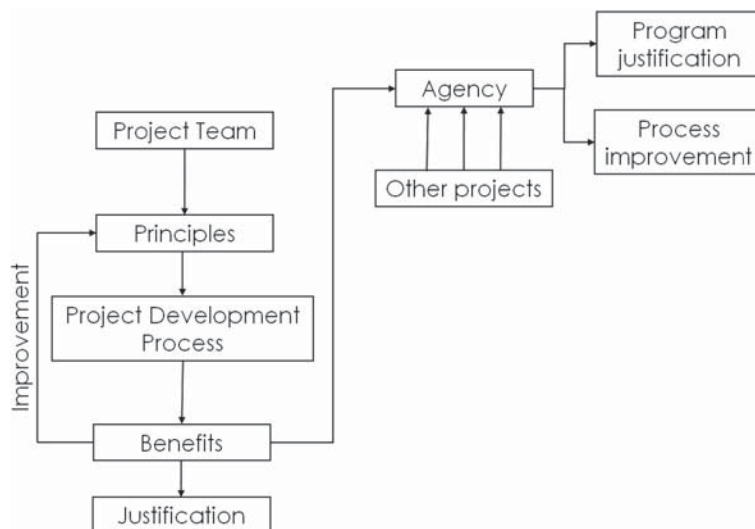 Program
justification
Agency
Project Team
Process
improvement
Other projects
Principles
Improvement
Project Development
Process
Benefits
Justification